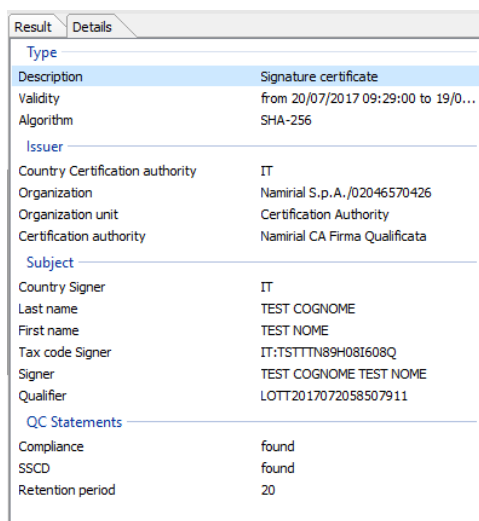 Result Details
Type
Description Signature certificate
Validity from 20/07/2017 09:29:00 to 19/0...
Algorithm SHA-256
Issuer
Country Certification authority IT
Organization Namirial S.p.A./02046570426
Organization unit Certification Authority
Certification authority Namirial CA Firma Qualificata
Subject
Country Signer IT
Last name TEST COGNOME
First name TEST NOME
Tax code Signer IT:TSTTTN89H08I608Q
Signer TEST COGNOME TEST NOME
Qualifier LOTT2017072058507911
QC Statements
Compliance found
SSCD found
Retention period 20